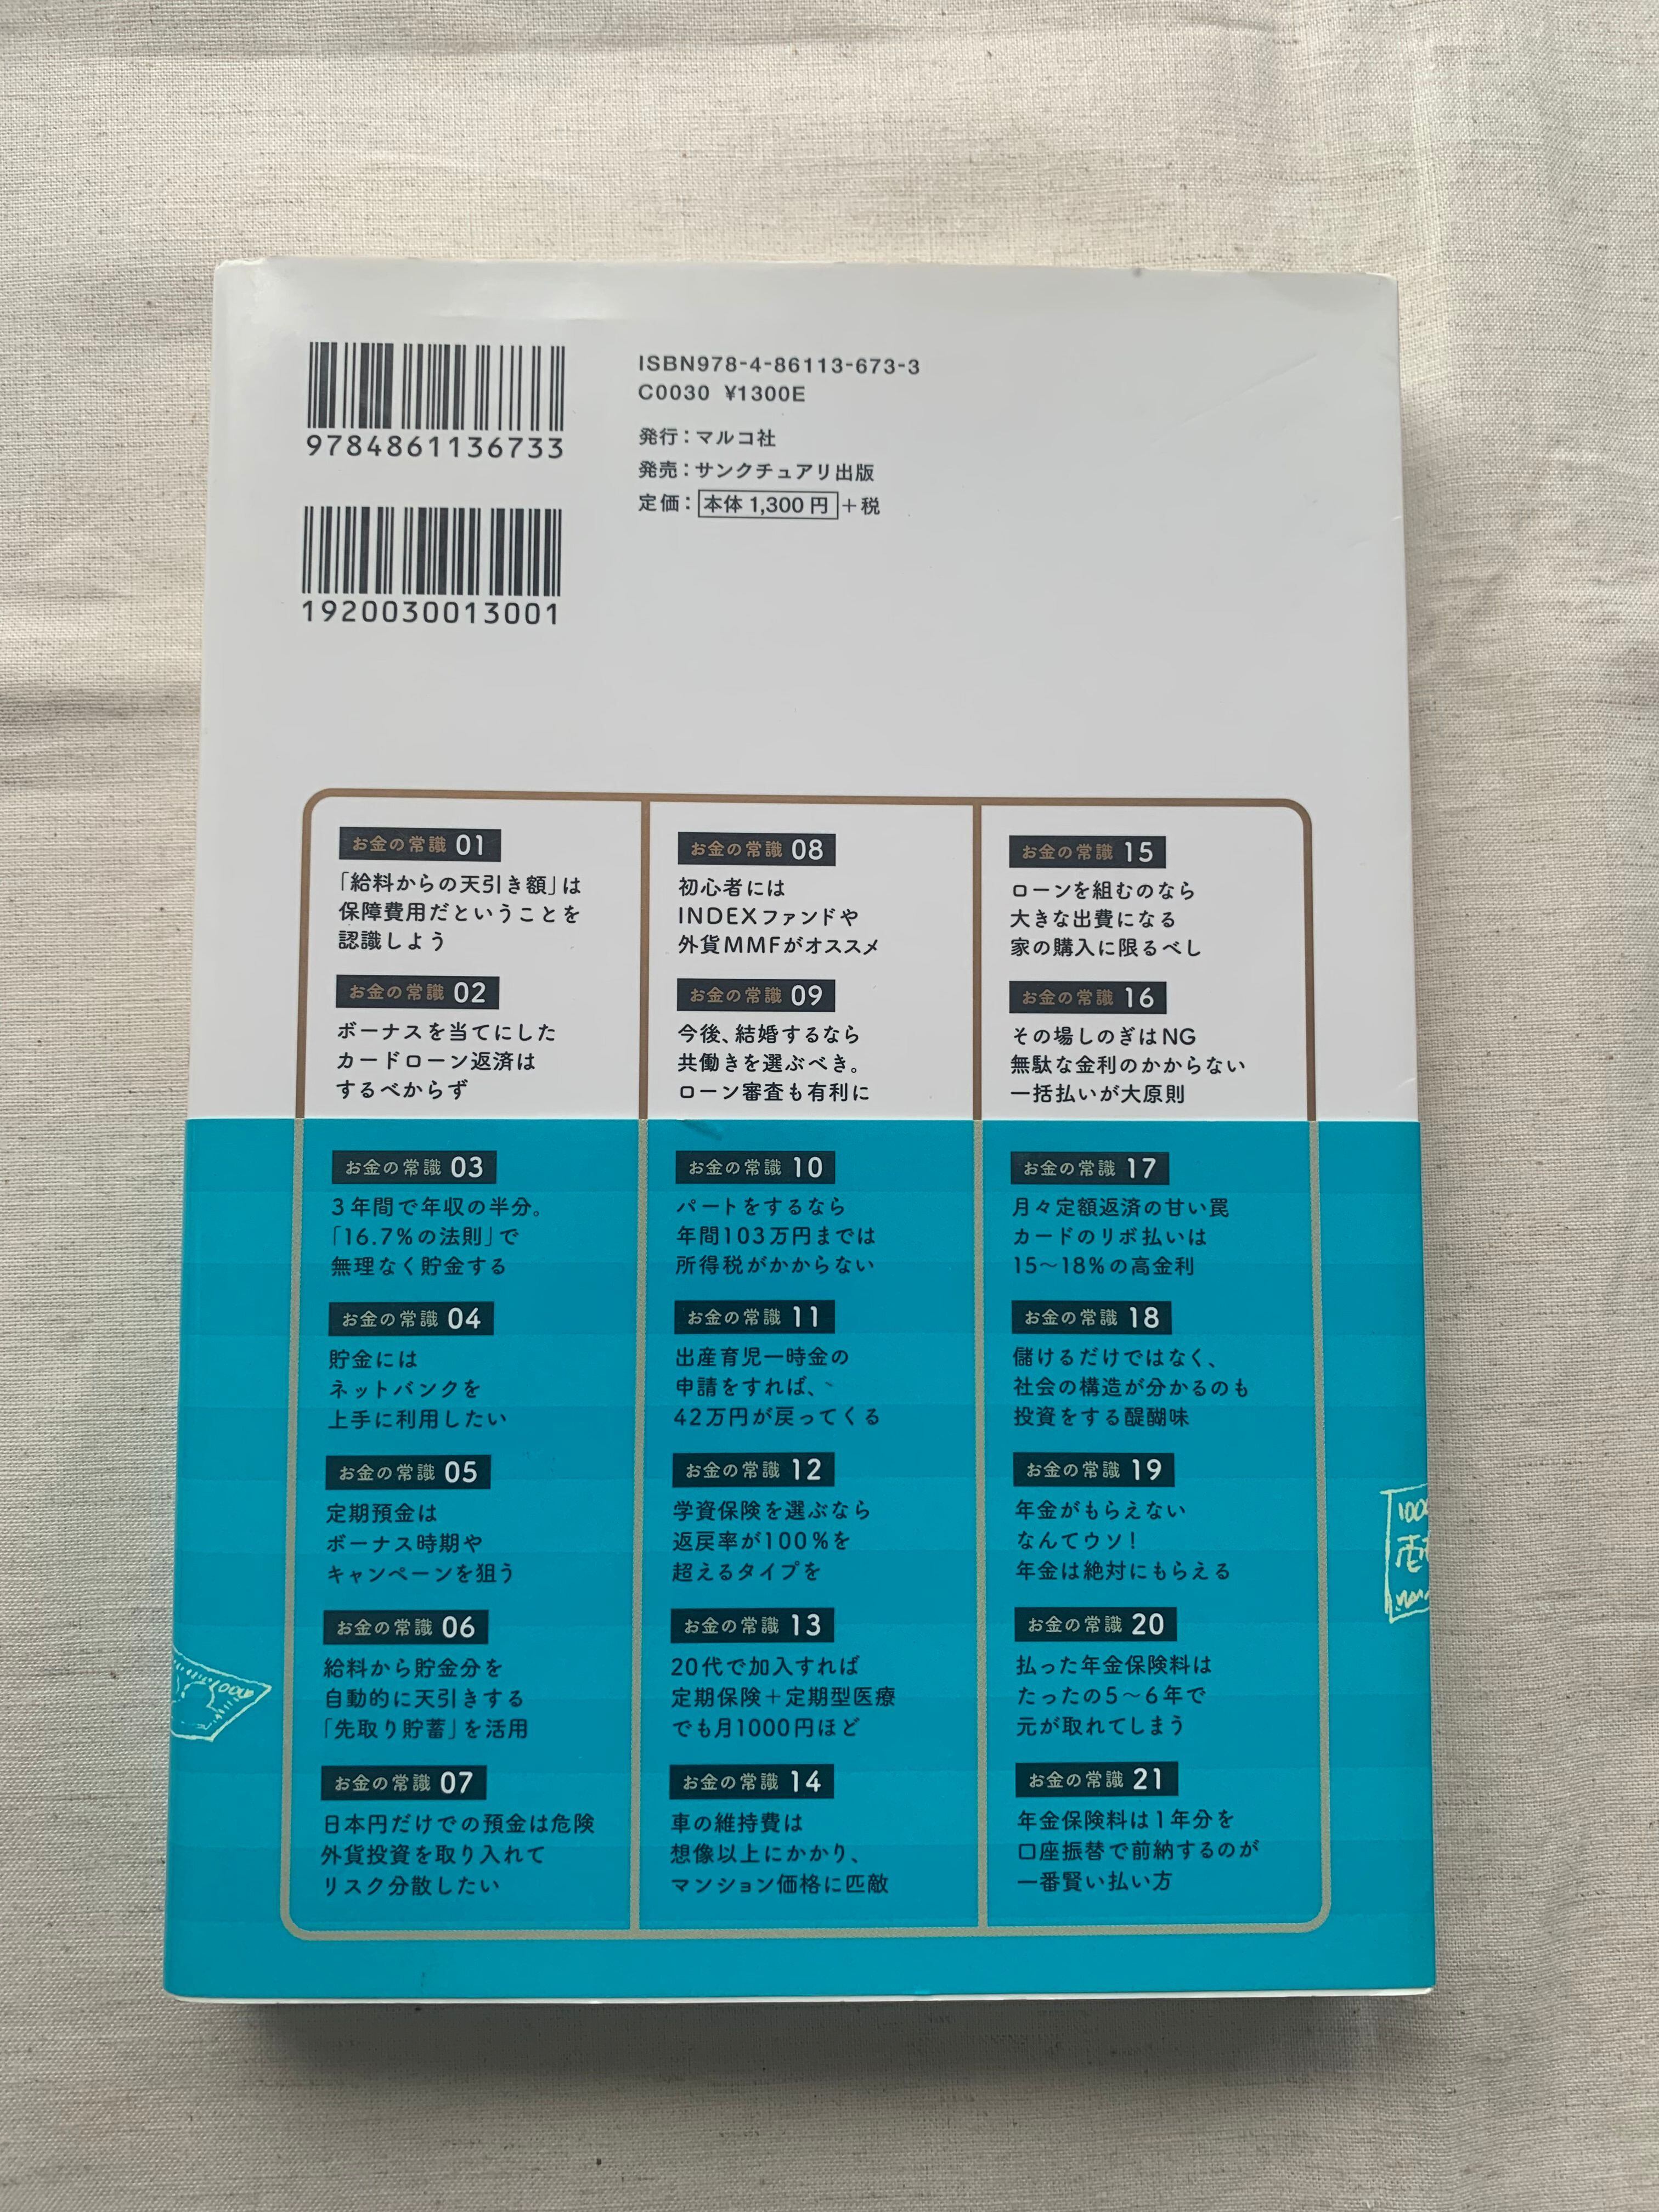 9784861136733
1920030013001
ISBN978-4-86113-673-3
C0030 ¥1300E
発行：マルコ社
発売：サンクチュアリ出版
定価：本体1,300円＋税
お金の常識 01
「給料からの天引き額」は
保障費用だということを
認識しよう
お金の常識 02
ボーナスを当てにした
カードローン返済は
するべからず
お金の常識 03
3年間で年収の半分。
「16.7%の法則」で
無理なく貯金する
お金の常識 04
貯金には
ネットバンクを
上手に利用したい
お金の常識 05
定期預金は
ボーナス時期や
キャンペーンを狙う
お金の常識 06
給料から貯金分を
自動的に天引きする
「先取り貯蓄」を活用
お金の常識 07
日本円だけでの預金は危険
外貨投資を取り入れて
リスク分散したい
お金の常識 08
初心者には
INDEXファンドや
外貨MMFがオススメ
お金の常識 09
今後、結婚するなら
共働きを選ぶべき。
ローン審査も有利に
お金の常識 10
パートをするなら
年間103万円までは
所得税がかからない
お金の常識 11
出産育児一時金の
申請をすれば、
42万円が戻ってくる
お金の常識 12
学資保険を選ぶなら
返戻率が100%を
超えるタイプを
お金の常識 13
20代で加入すれば
定期保険＋定期型医療
でも月1000円ほど
お金の常識 14
車の維持費は
想像以上にかかり、
マンション価格に匹敵
お金の常識 15
ローンを組むのなら
大きな出費になる
家の購入に限るべし
お金の常識 16
その場しのぎはNG
無駄な金利のかからない
一括払いが大原則
お金の常識 17
月々定額返済の甘い罠
カードのリボ払いは
15〜18%の高金利
お金の常識 18
儲けるだけではなく、
社会の構造が分かるのも
投資をする醍醐味
お金の常識 19
年金がもらえない
なんてウソ！
年金は絶対にもらえる
お金の常識 20
払った年金保険料は
たったの5〜6年で
元が取れてしまう
お金の常識 21
年金保険料は1年分を
口座振替で前納するのが
一番賢い払い方